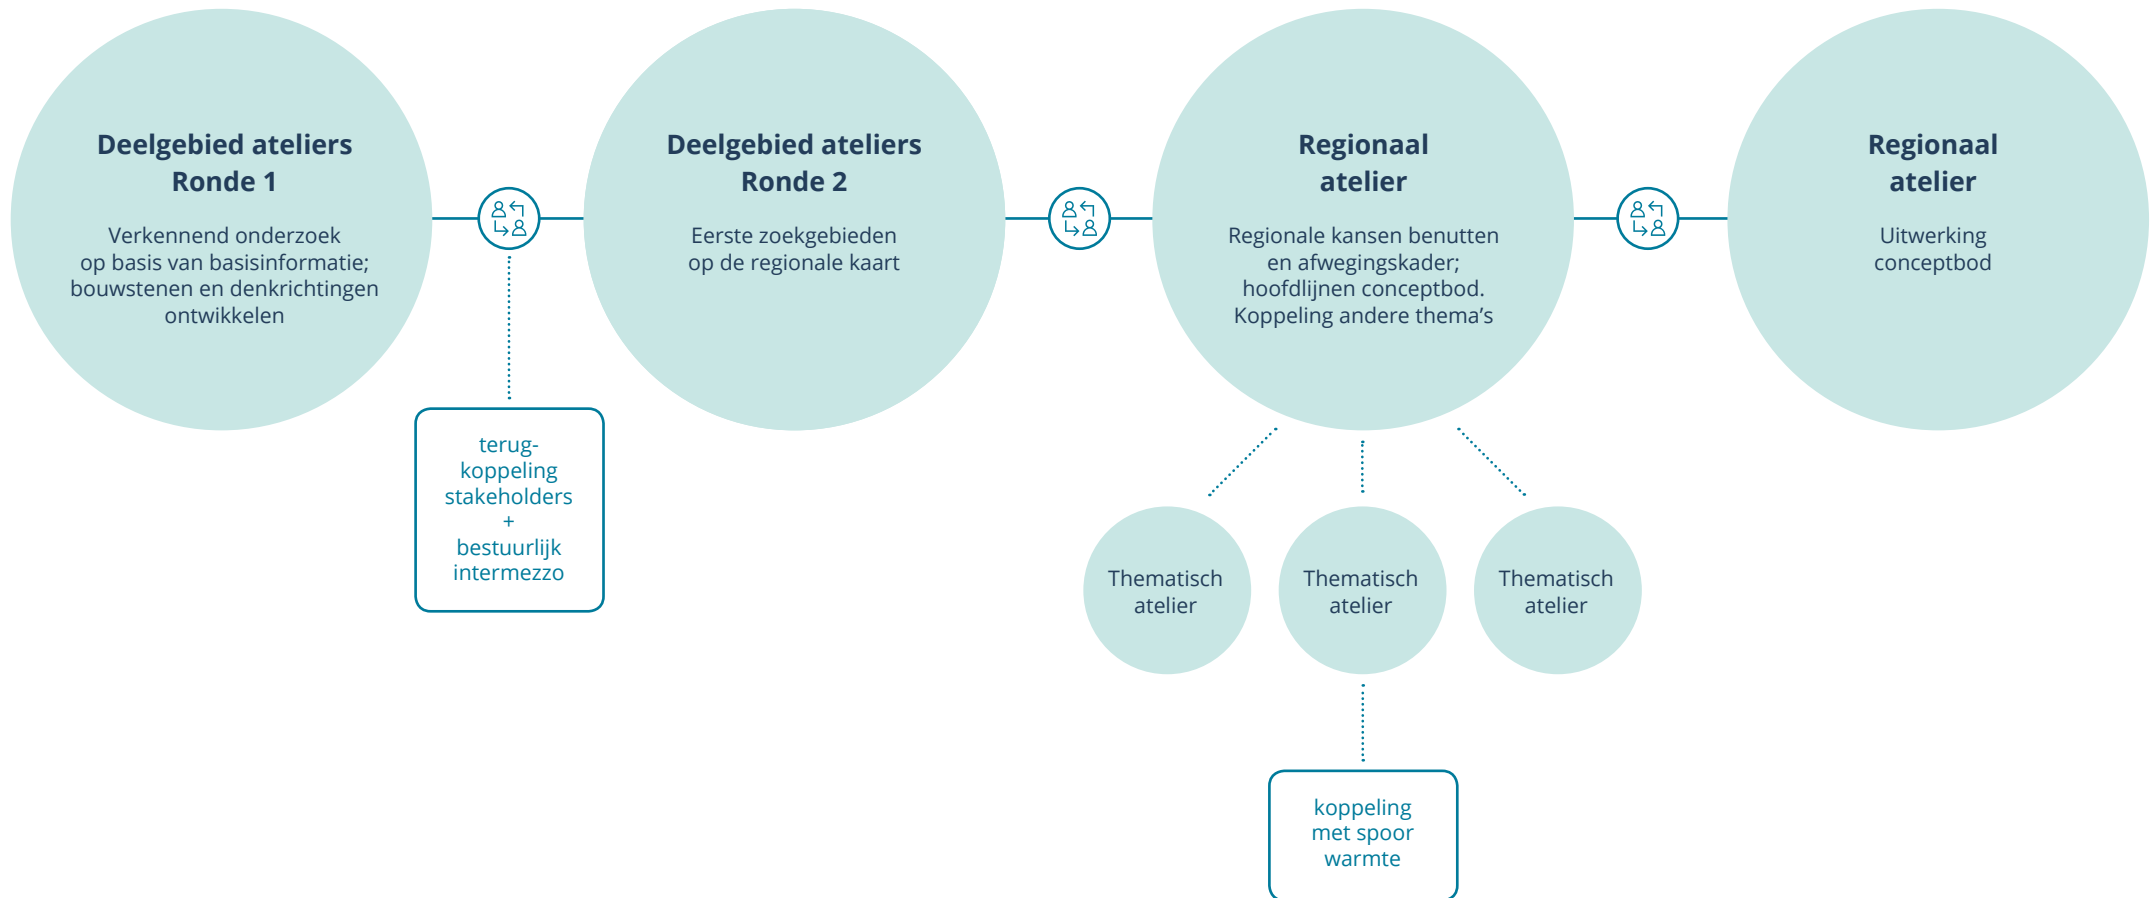 Deelgebied ateliers
Ronde 1
Verkennend onderzoek
op basis van basisinformatie;
bouwstenen en denkrichtingen
ontwikkelen
terug-
koppeling
stakeholders
+
bestuurlijk
intermezzo
Deelgebied ateliers
Ronde 2
Eerste zoekgebieden
op de regionale kaart
Regionaal
atelier
Regionale kansen benutten
en afwegingskader;
hoofdlijnen conceptbod.
Koppeling andere thema’s
Thematisch
atelier
Thematisch
atelier
Thematisch
atelier
koppeling
met spoor
warmte
Regionaal
atelier
Uitwerking
conceptbod